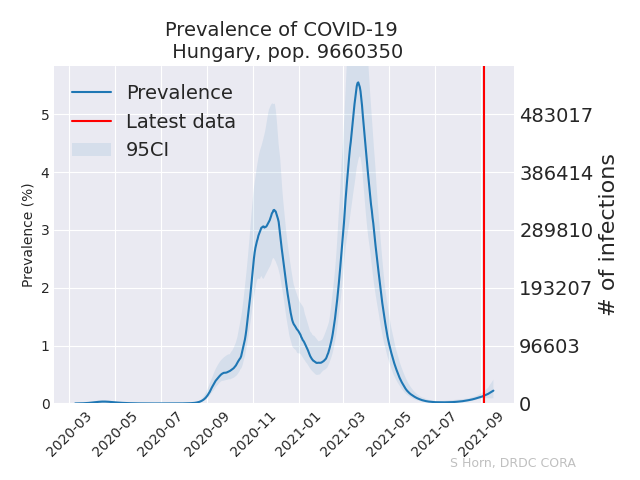 Prevalence of COVID-19
Hungary, pop. 9660350
Prevalence
Latest data
95CI
Prevalence (%)
5
4
3
2
1
0
483017
386414
289810
193207
96603
0
# of infections
2020-03
2020-05
2020-07
2020-09
2020-11
2021-01
2021-03
2021-05
2021-07
2021-09
S Horn, DRDC CORA